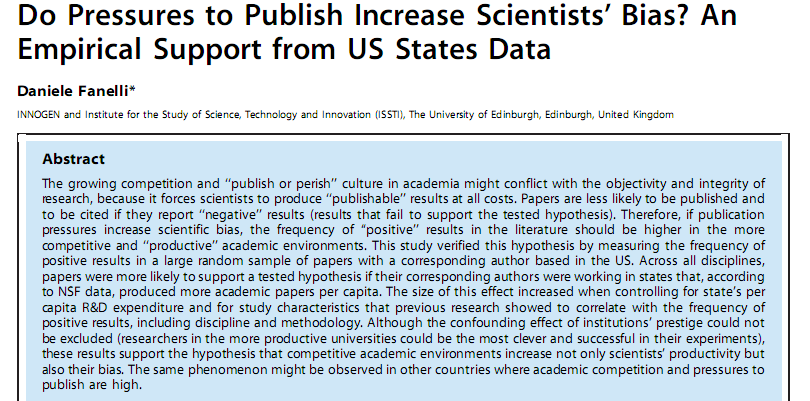 Do Pressures to Publish Increase Scientists’ Bias? An
Empirical Support from US States Data
Daniele Fanelli*
INNOGEN and Institute for the Study of Science, Technology and Innovation (ISSTI), The University of Edinburgh, Edinburgh, United Kingdom
Abstract
The growing competition and “publish or perish” culture in academia might conflict with the objectivity and integrity of
research, because it forces scientists to produce “publishable” results at all costs. Papers are less likely to be published and
to be cited if they report “negative” results (results that fail to support the tested hypothesis). Therefore, if publication
pressures increase scientific bias, the frequency of “positive” results in the literature should be higher in the more
competitive and “productive” academic environments. This study verified this hypothesis by measuring the frequency of
positive results in a large random sample of papers with a corresponding author based in the US. Across all disciplines,
papers were more likely to support a tested hypothesis if their corresponding authors were working in states that, according
to NSF data, produced more academic papers per capita. The size of this effect increased when controlling for state’s per
capita R&D expenditure and for study characteristics that previous research showed to correlate with the frequency of
positive results, including discipline and methodology. Although the confounding effect of institutions’ prestige could not
be excluded (researchers in the more productive universities could be the most clever and successful in their experiments),
these results support the hypothesis that competitive academic environments increase not only scientists’ productivity but
also their bias. The same phenomenon might be observed in other countries where academic competition and pressures to
publish are high.